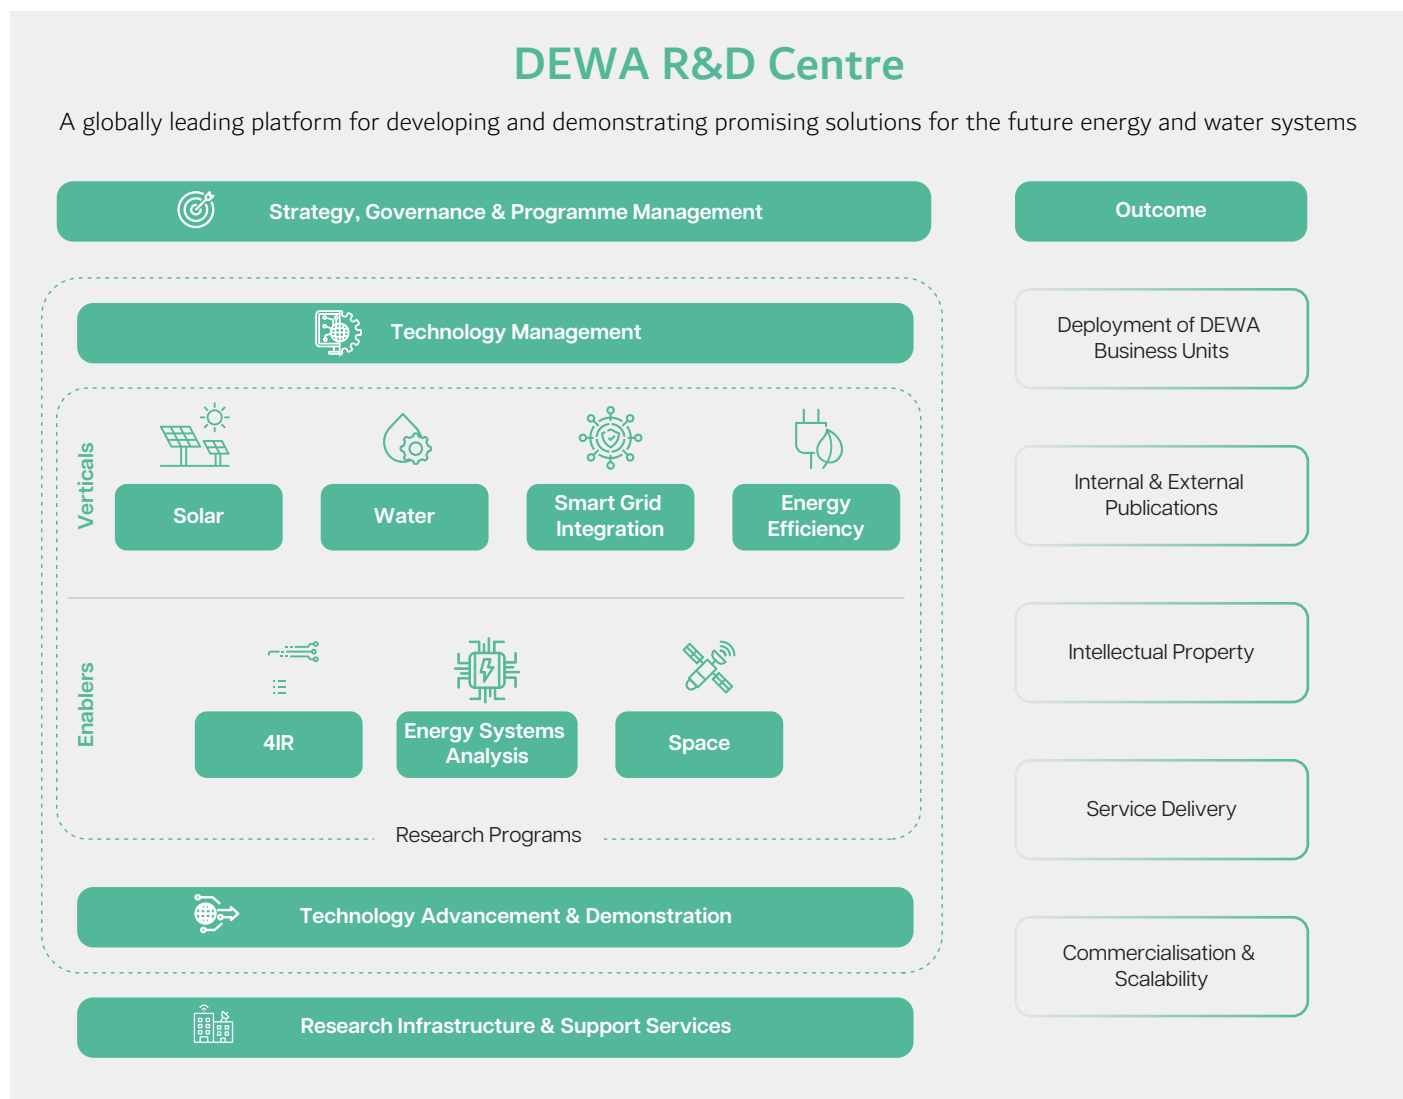 DEWA R&D Centre
A globally leading platform for developing and demonstrating promising solutions for the future energy and water systems
Strategy, Governance & Programme Management
Technology Management
Verticals
Solar
Water
Smart Grid
Integration
Energy
Efficiency
Enablers
4IR
Energy Systems
Analysis
Space
Research Programs
Technology Advancement & Demonstration
Research Infrastructure & Support Services
Outcome
Deployment of DEWA
Business Units
Internal & External
Publications
Intellectual Property
Service Delivery
Commercialisation &
Scalability